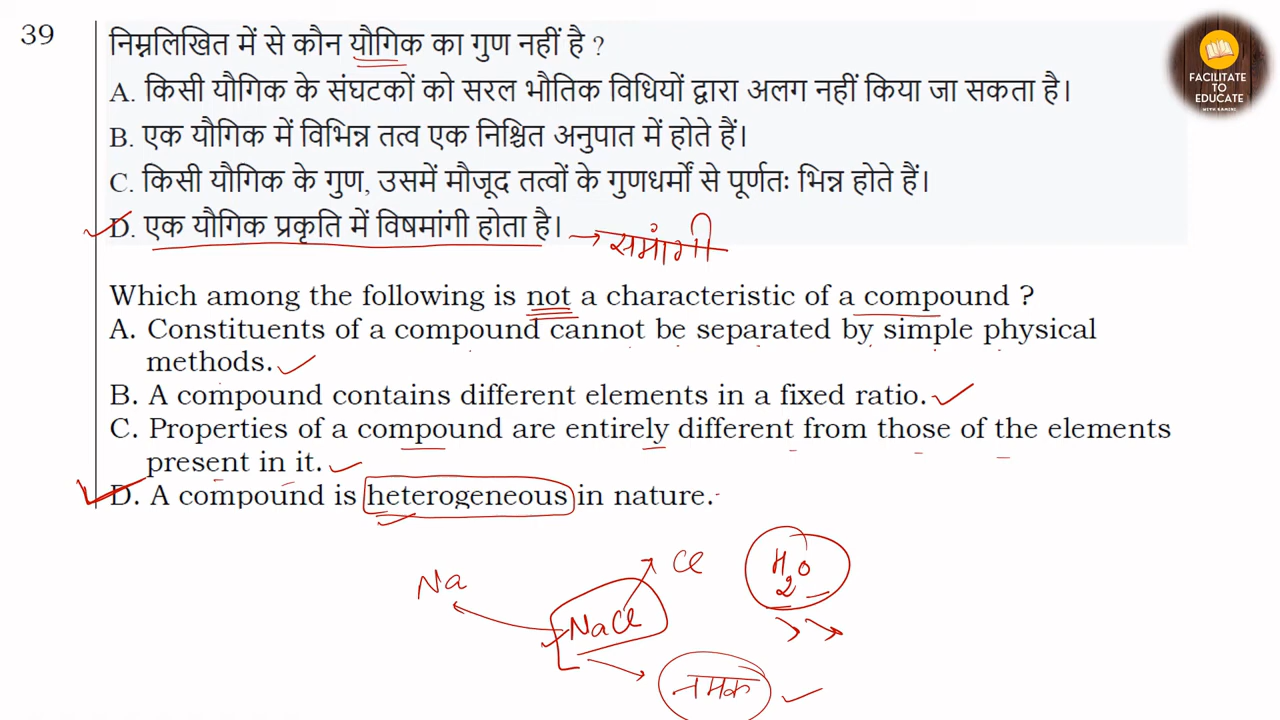 39
निम्नलिखित में से कौन यौगिक का गुण नहीं है ?
A. किसी यौगिक के संघटकों को सरल भौतिक विधियों द्वारा अलग नहीं किया जा सकता है।
B. एक यौगिक में विभिन्न तत्व एक निश्चित अनुपात में होते हैं।
C. किसी यौगिक के गुण, उसमें मौजूद तत्वों के गुणधर्मों से पूर्णतः भिन्न होते हैं।
D. एक यौगिक प्रकृति में विषमांगी होता है।
समांगी
Which among the following is not a characteristic of a compound ?
A. Constituents of a compound cannot be separated by simple physical
methods.
B. A compound contains different elements in a fixed ratio.
C. Properties of a compound are entirely different from those of the elements
present in it.
D. A compound is heterogeneous in nature.
Na
NaCl
Cl
H2O
नमक
FACILITATE
TO
EDUCATE